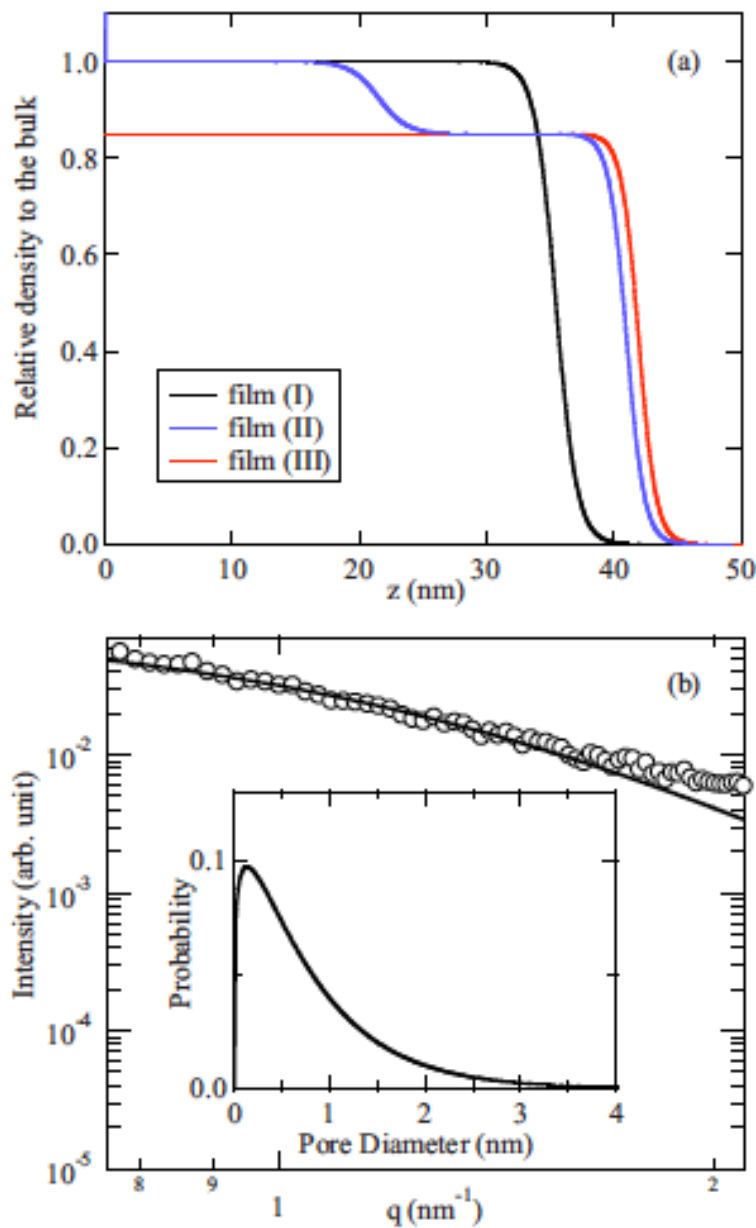 (a)
1.0
0.8
0.6
0.4
0.2
0.0
Relative density to the bulk
film (I)
film (II)
film (III)
0 10 20 30 40 50
z (nm)
(b)
10-2
10-3
10-4
10-5
Intensity (arb. unit)
0.1
0.0
Probability
0 1 2 3 4
Pore Diameter (nm)
8 9 1 2
q (nm-1)